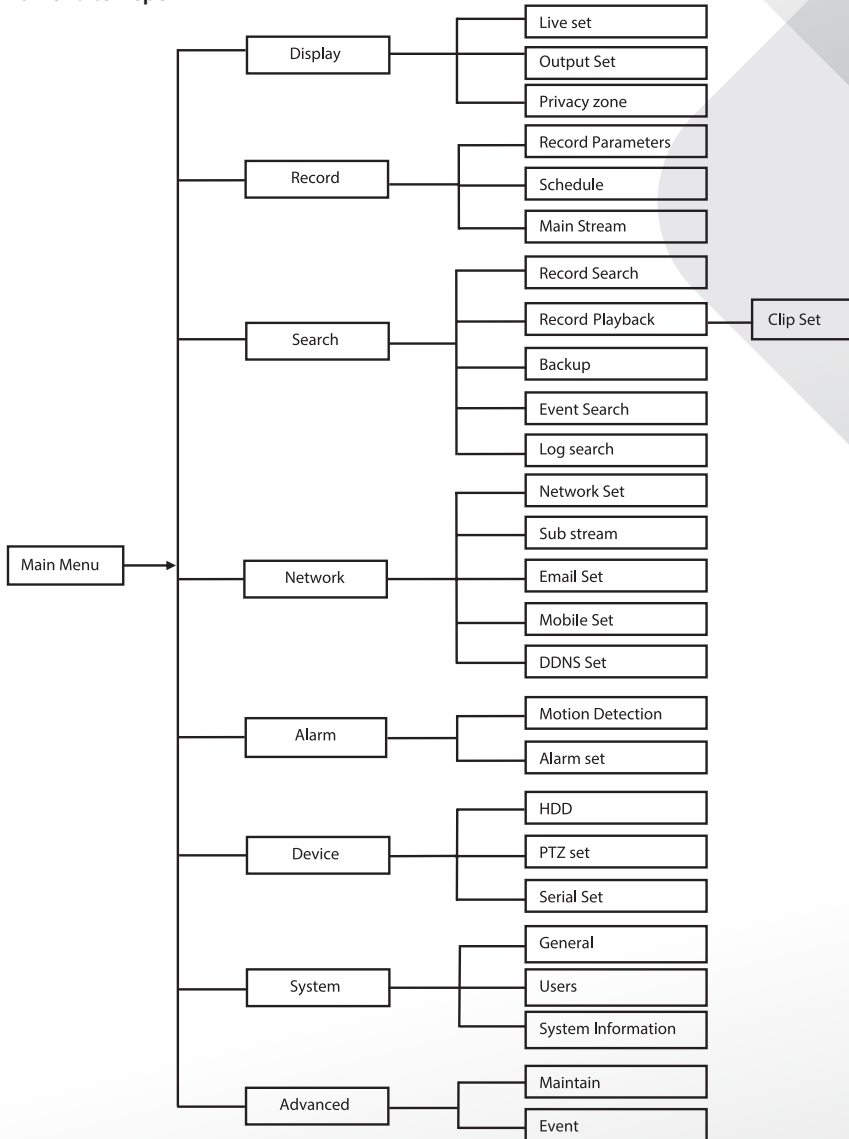 Main Menu
Display
Live set
Output Set
Privacy zone
Record
Record Parameters
Schedule
Main Stream
Search
Record Search
Record Playback
Clip Set
Backup
Event Search
Log search
Network
Network Set
Sub stream
Email Set
Mobile Set
DDNS Set
Alarm
Motion Detection
Alarm set
Device
HDD
PTZ set
Serial Set
System
General
Users
System Information
Advanced
Maintain
Event